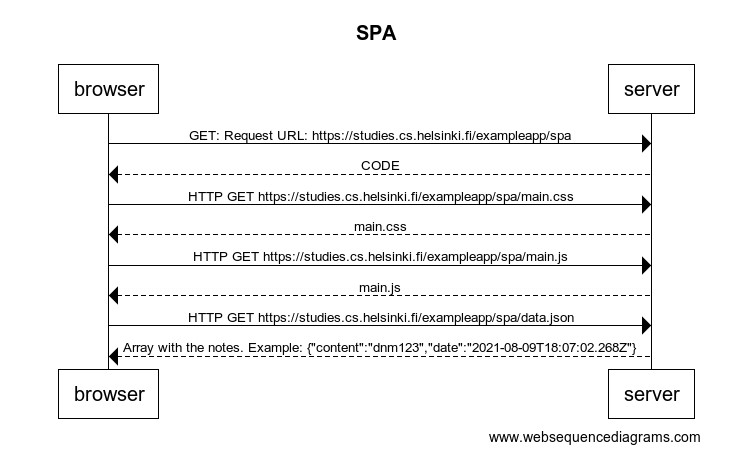 SPA
browser server
GET: Request URL: https://studies.cs.helsinki.fi/exampleapp/spa
CODE
HTTP GET https://studies.cs.helsinki.fi/exampleapp/spa/main.css
main.css
HTTP GET https://studies.cs.helsinki.fi/exampleapp/spa/main.js
main.js
HTTP GET https://studies.cs.helsinki.fi/exampleapp/spa/data.json
Array with the notes. Example: {"content":"dnm123","date":"2021-08-09T18:07:02.268Z"}
browser server
www.websequencediagrams.com